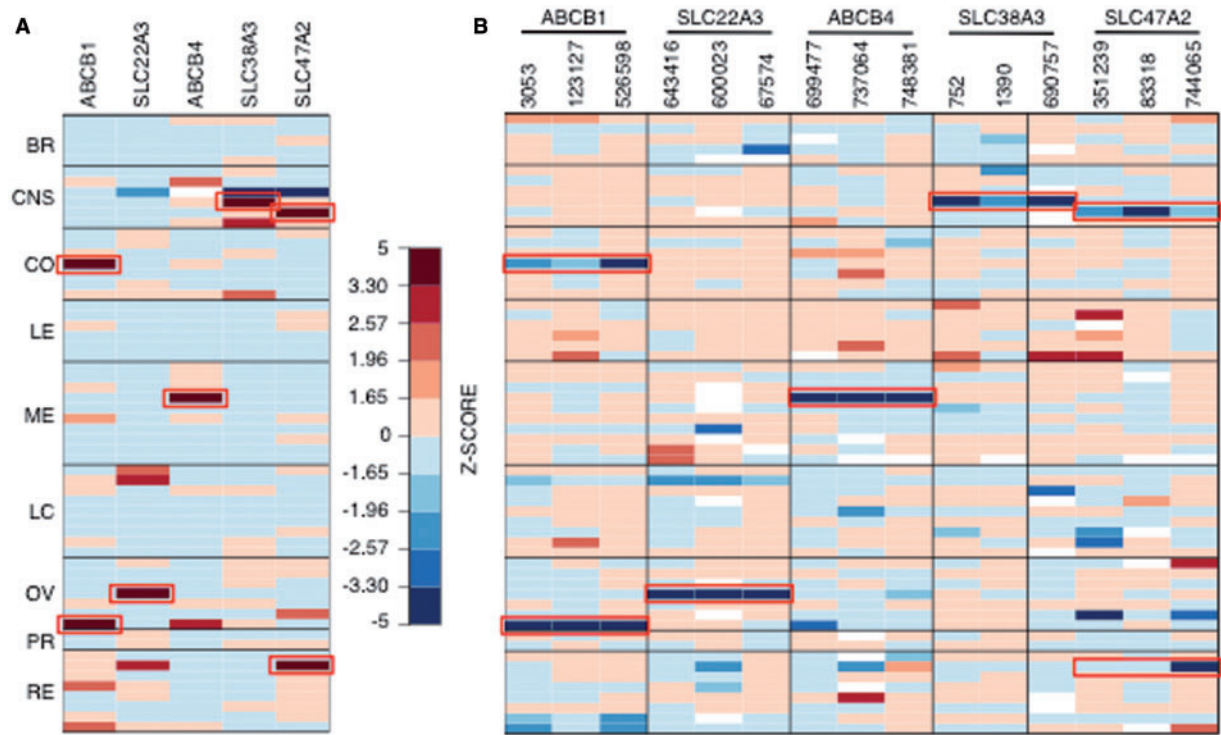 A
ABCB1
SLC22A3
ABCB4
SLC38A3
SLC47A2
BR
CNS
CO
LE
ME
LC
OV
PR
RE
5
3.30
2.57
1.96
1.65
0
-1.65
-1.96
-2.57
-3.30
-5
Z-SCORE
B
ABCB1 SLC22A3 ABCB4 SLC38A3 SLC47A2
3053
123127
526598
643416
600023
67574
699477
737064
748381
752
1390
690757
351239
83318
744065